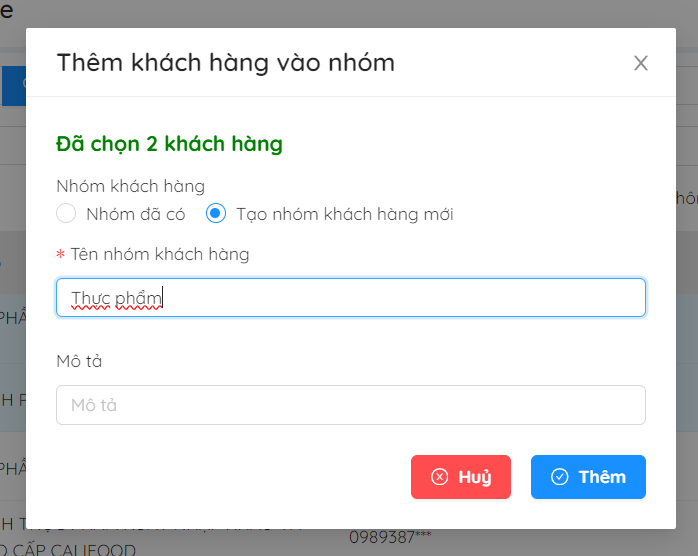 e
Thêm khách hàng vào nhóm
Đã chọn 2 khách hàng
Nhóm khách hàng
Nhóm đã có
Tạo nhóm khách hàng mới
* Tên nhóm khách hàng
Thực phẩm
Mô tả
Mô tả
Huỷ
Thêm
0989387***
O CẤP CALIFOOD